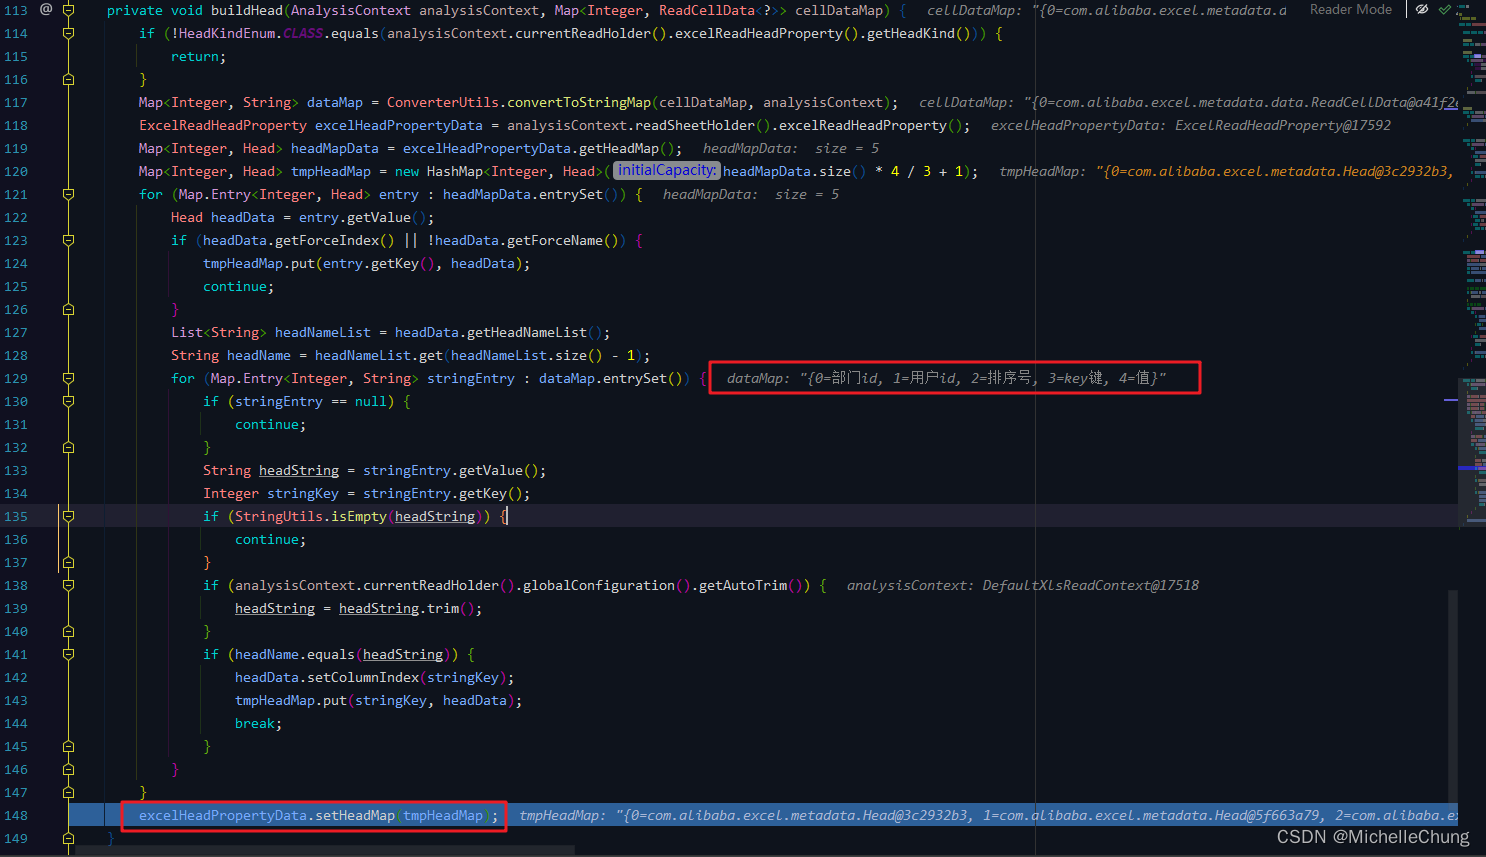 113 @ private void buildHead(AnalysisContext analysisContext, Map<Integer, ReadCellData<?>> cellDataMap) { cellDataMap: "{0=com.alibaba.excel.metadata.d Reader Mode
114 if (!HeadKindEnum.CLASS.equals(analysisContext.currentReadHolder().excelReadHeadProperty().getHeadKind())) {
115 return;
116 }
117 Map<Integer, String> dataMap = ConverterUtils.convertToStringMap(cellDataMap, analysisContext); cellDataMap: "{0=com.alibaba.excel.metadata.data.ReadCellData@a41f2e
118 ExcelReadHeadProperty excelHeadPropertyData = analysisContext.readSheetHolder().excelReadHeadProperty(); excelHeadPropertyData: ExcelReadHeadProperty@17592
119 Map<Integer, Head> headMapData = excelHeadPropertyData.getHeadMap(); headMapData: size = 5
120 Map<Integer, Head> tmpHeadMap = new HashMap<Integer, Head>( initialCapacity: headMapData.size() * 4 / 3 + 1); tmpHeadMap: "{0=com.alibaba.excel.metadata.Head@3c2932b3,
121 for (Map.Entry<Integer, Head> entry : headMapData.entrySet()) { headMapData: size = 5
122 Head headData = entry.getValue();
123 if (headData.getForceIndex() || !headData.getForceName()) {
124 tmpHeadMap.put(entry.getKey(), headData);
125 continue;
126 }
127 List<String> headNameList = headData.getHeadNameList();
128 String headName = headNameList.get(headNameList.size() - 1);
129 for (Map.Entry<Integer, String> stringEntry : dataMap.entrySet()) { dataMap: "{0=部门id, 1=用户id, 2=排序号, 3=key键, 4=值}"
130 if (stringEntry == null) {
131 continue;
132 }
133 String headString = stringEntry.getValue();
134 Integer stringKey = stringEntry.getKey();
135 if (StringUtils.isEmpty(headString)) {
136 continue;
137 }
138 if (analysisContext.currentReadHolder().globalConfiguration().getAutoTrim()) { analysisContext: DefaultXlsReadContext@17518
139 headString = headString.trim();
140 }
141 if (headName.equals(headString)) {
142 headData.setColumnIndex(stringKey);
143 tmpHeadMap.put(stringKey, headData);
144 break;
145 }
146 }
147 }
148 excelHeadPropertyData.setHeadMap(tmpHeadMap); tmpHeadMap: "{0=com.alibaba.excel.metadata.Head@3c2932b3, 1=com.alibaba.excel.metadata.Head@5f663a79, 2=com.alibaba.e
149 }
CSDN @MichelleChung